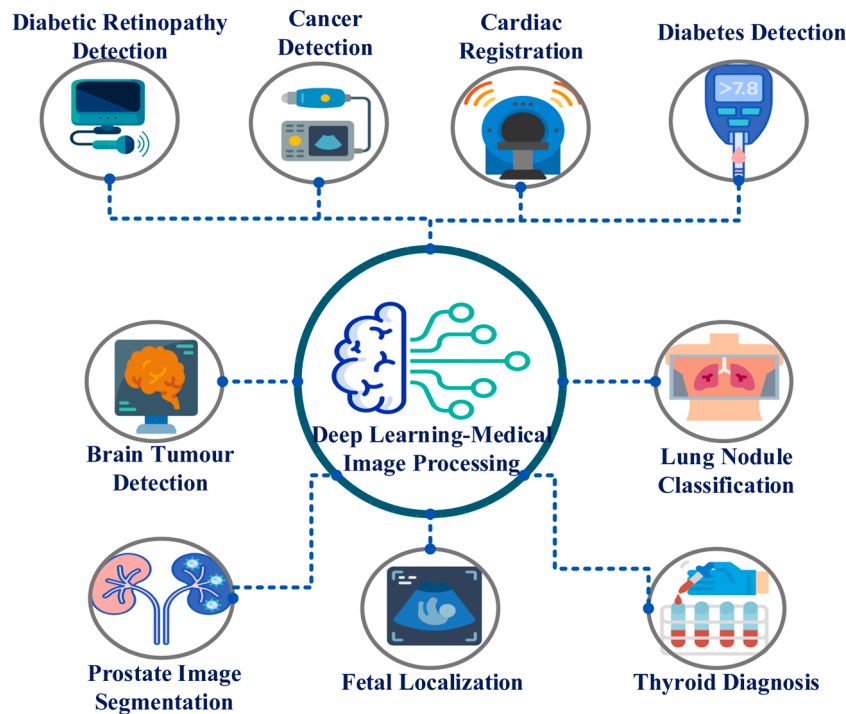 Diabetic Retinopathy
Detection
Cancer
Detection
Cardiac
Registration
Diabetes Detection
>7.8
Deep Learning-Medical
Image Processing
Brain Tumour
Detection
Lung Nodule
Classification
Prostate Image
Segmentation
Fetal Localization
Thyroid Diagnosis